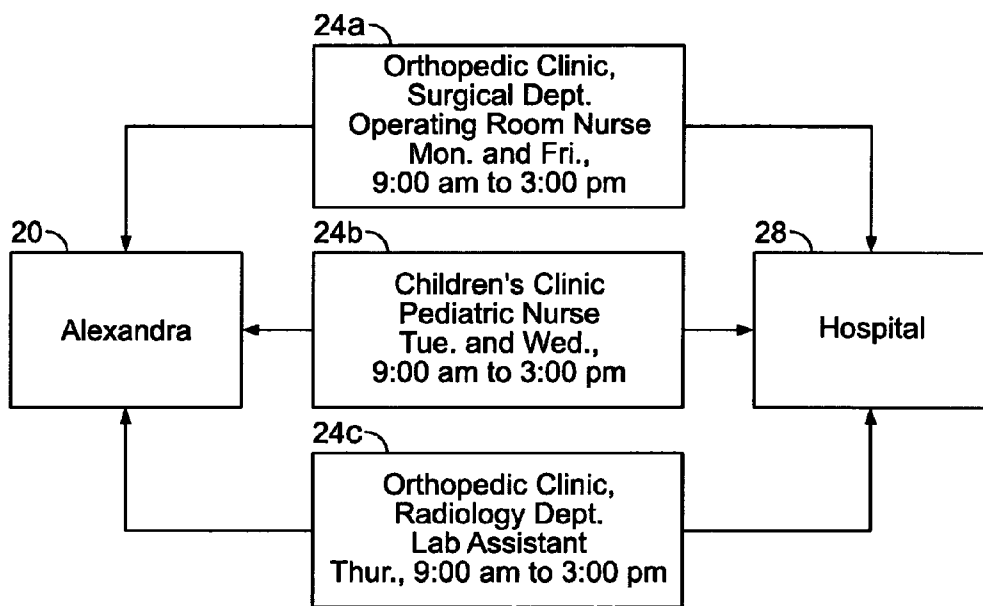 24a
Orthopedic Clinic,
Surgical Dept.
Operating Room Nurse
Mon. and Fri.,
9:00 am to 3:00 pm
20
Alexandra
24b
Children's Clinic
Pediatric Nurse
Tue. and Wed.,
9:00 am to 3:00 pm
28
Hospital
24c
Orthopedic Clinic,
Radiology Dept.
Lab Assistant
Thur., 9:00 am to 3:00 pm